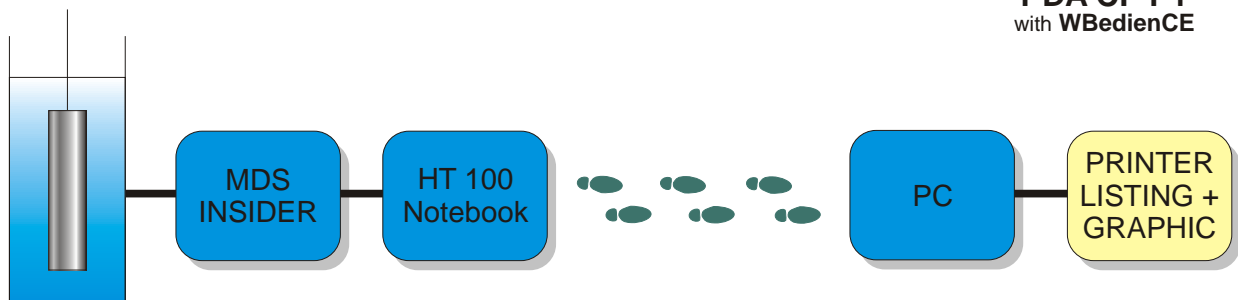 with WBedienCE
MDS
INSIDER
HT 100
Notebook
PC
PRINTER
LISTING +
GRAPHIC